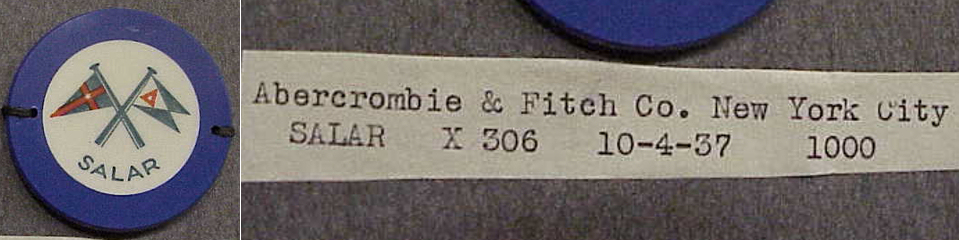 SALAR
Abercrombie & Fitch Co. New York City
SALAR X 306 10-4-37 1000